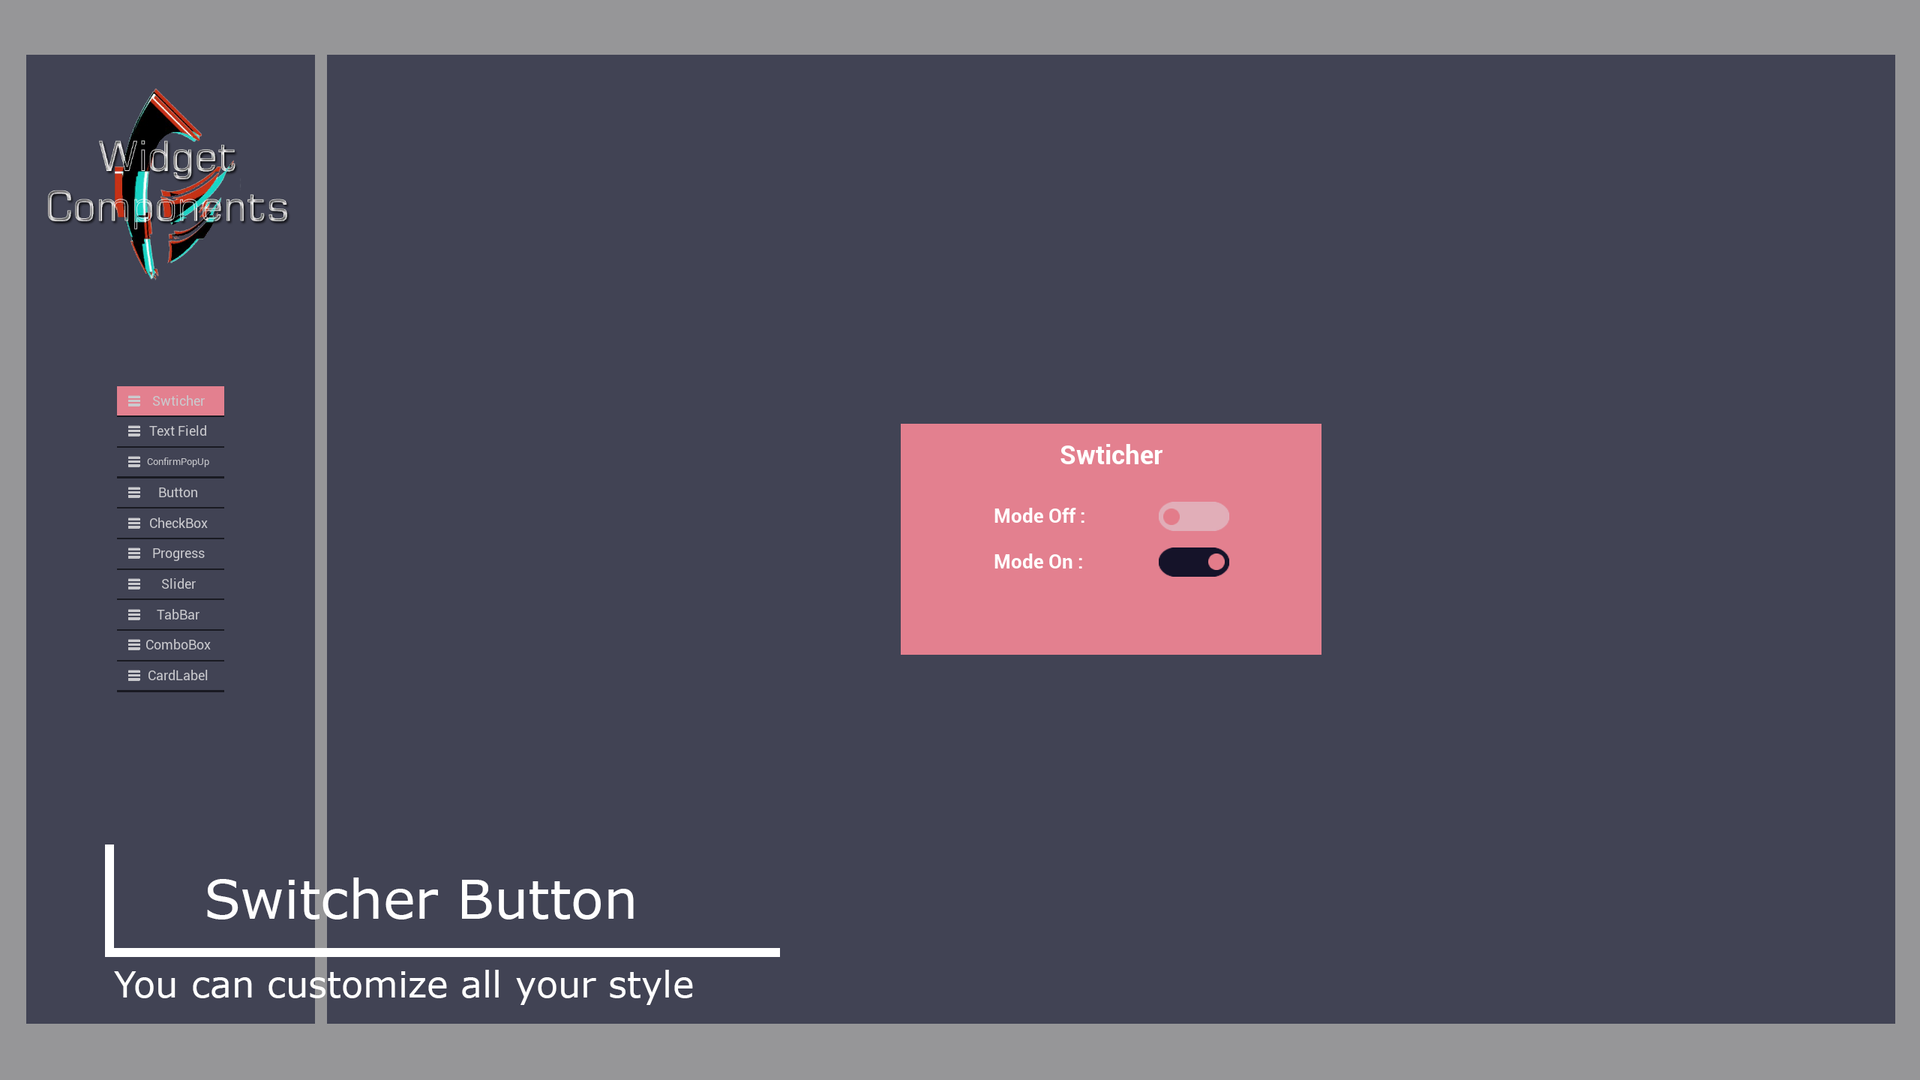 Widget
Components
Swticher
Text Field
ConfirmPopUp
Button
CheckBox
Progress
Slider
TabBar
ComboBox
CardLabel
Swticher
Mode Off :
Mode On :
Switcher Button
You can customize all your style